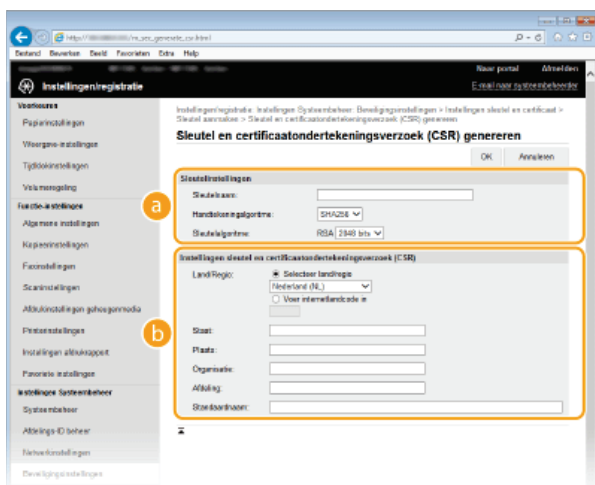 http://
/m_sec_generate_csr.html
Bestand Bewerken Beeld Favorieten Extra Help
Naar portal Afmelden
Instellingen/registratie
E-mail naar systeembeheerder
Voorkeuren
Papierinstellingen
Weergave-instellingen
Tijdklokinstellingen
Volumeregeling
Functie-instellingen
Algemene instellingen
Kopieerinstellingen
Faxinstellingen
Scaninstellingen
Afdrukinstellingen geheugenmedia
Printerinstellingen
Instellingen afdrukrapport
Favoriete instellingen
Instellingen Systeembeheer
Systeembeheer
Afdelings-ID beheer
Netwerkinstellingen
Beveiligingsinstellingen
Instellingen/registratie: Instellingen Systeembeheer: Beveiligingsinstellingen > Instellingen sleutel en certificaat >
Sleutel aanmaken > Sleutel en certificaatondertekeningsverzoek (CSR) genereren
Sleutel en certificaatondertekeningsverzoek (CSR) genereren
OK Annuleren
a
Sleutelinstellingen
Sleutelnaam:
Handtekeningalgoritme: SHA256
Sleutelalgoritme: RSA 2048 bits
b
Instellingen sleutel en certificaatondertekeningsverzoek (CSR)
Land/Regio: Selecteer land/regio
Nederland (NL)
Voer internetlandcode in
Staat:
Plaats:
Organisatie:
Afdeling:
Standaardnaam: